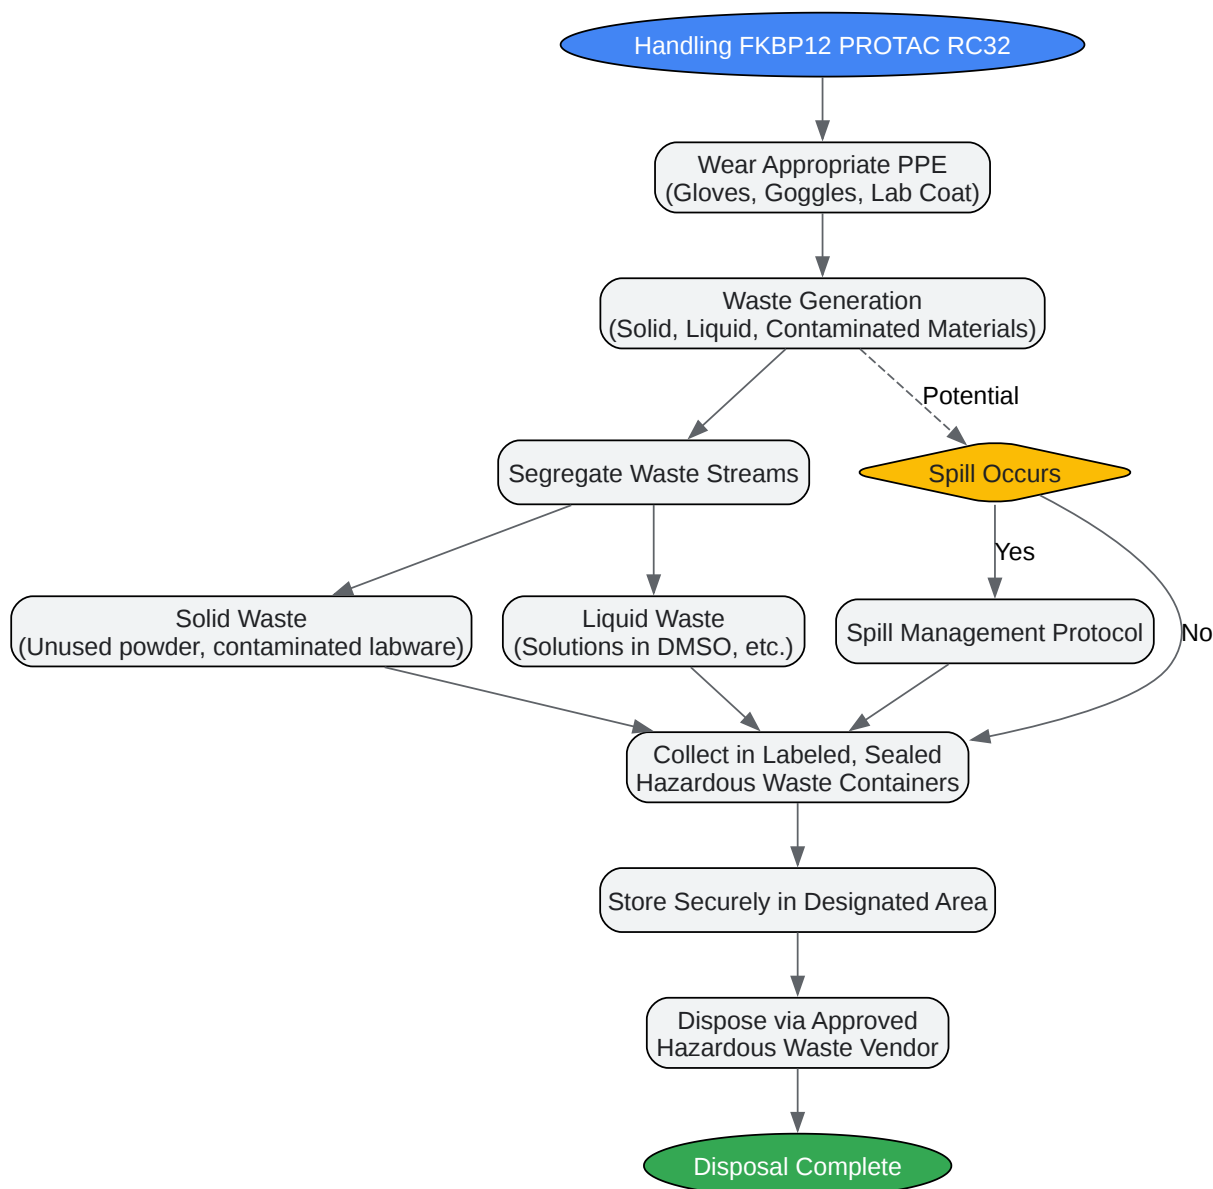 Handling FKBP12 PROTAC RC32
Wear Appropriate PPE
(Gloves, Goggles, Lab Coat)
Waste Generation
(Solid, Liquid, Contaminated Materials)
Potential
Segregate Waste Streams
Spill Occurs
Yes
Solid Waste
(Unused powder, contaminated labware)
Liquid Waste
(Solutions in DMSO, etc.)
Spill Management Protocol
No
Collect in Labeled, Sealed
Hazardous Waste Containers
Store Securely in Designated Area
Dispose via Approved
Hazardous Waste Vendor
Disposal Complete